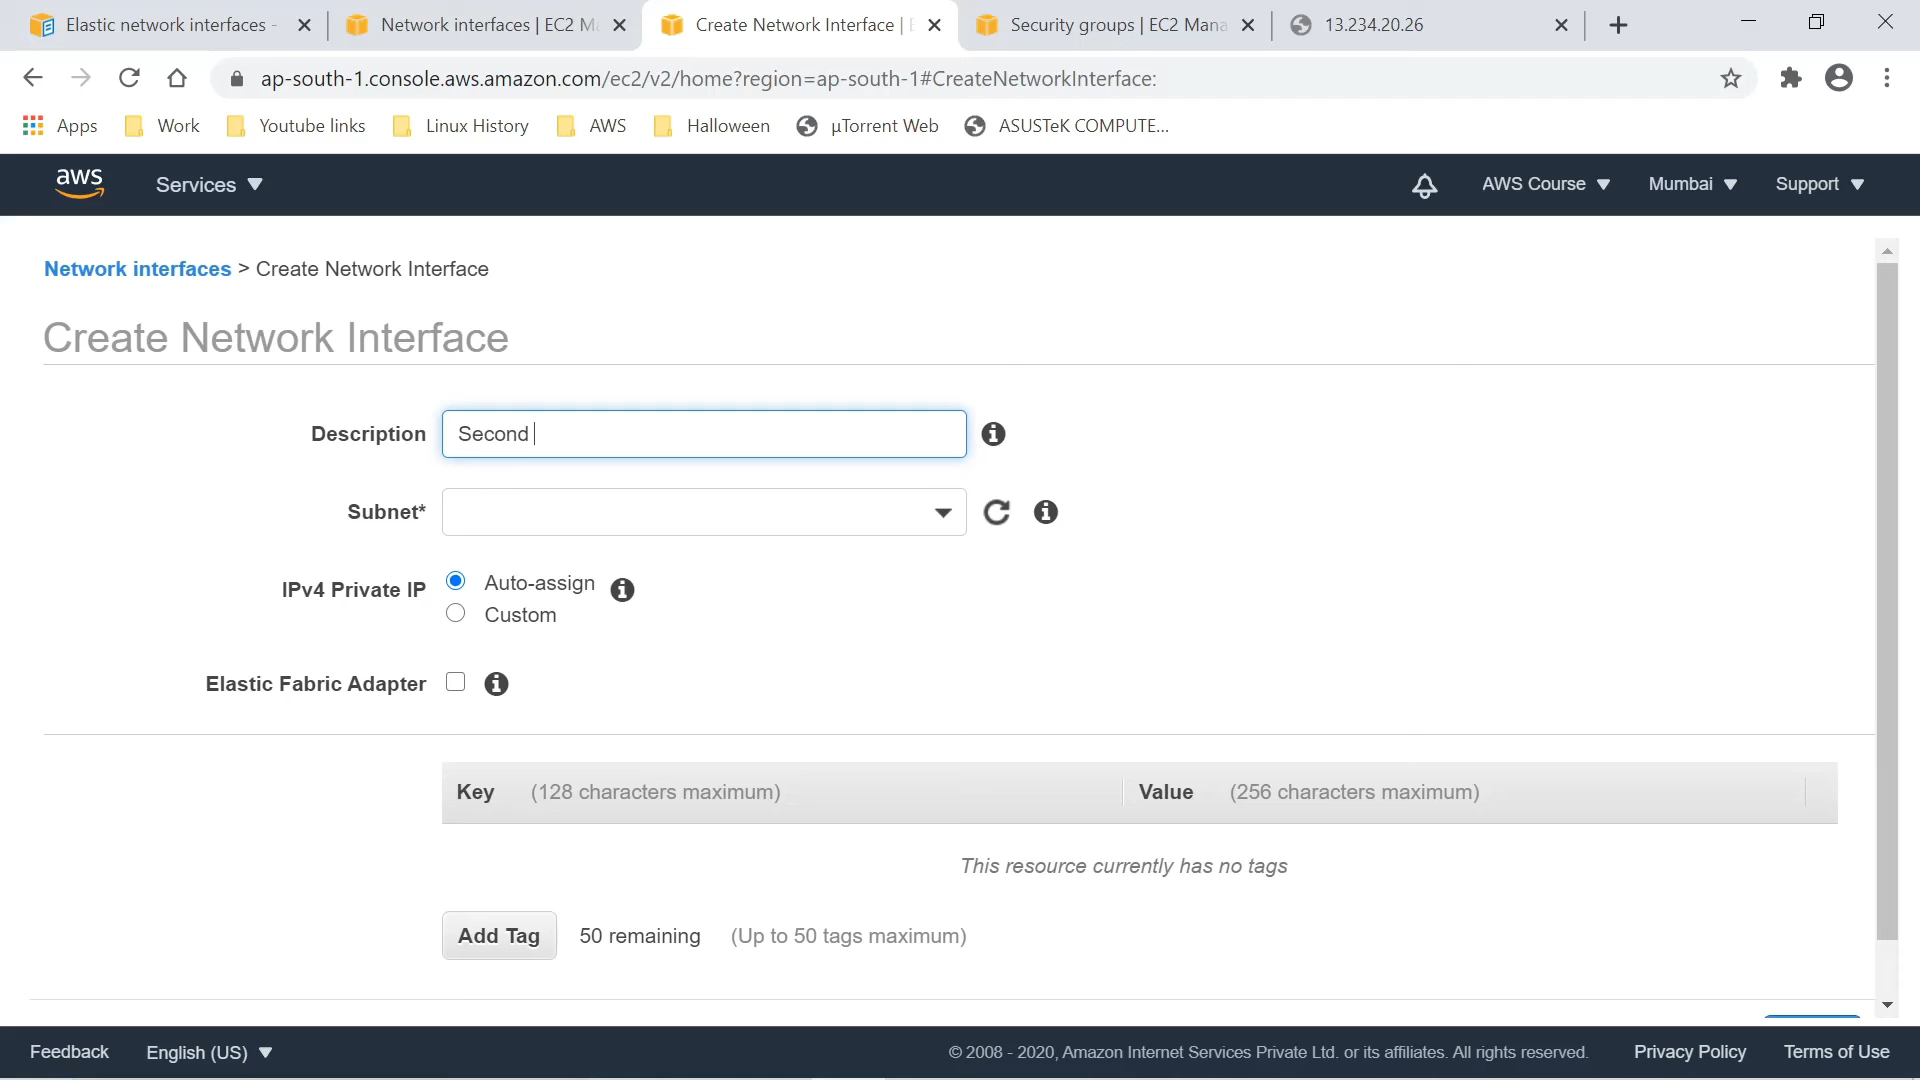 Elastic network interfaces -
Network interfaces | EC2 Ma
Create Network Interface | E
Security groups | EC2 Mana
13.234.20.26
ap-south-1.console.aws.amazon.com/ec2/v2/home?region=ap-south-1#CreateNetworkInterface:
Apps Work Youtube links Linux History AWS Halloween µTorrent Web ASUSTeK COMPUTE...
aws Services AWS Course Mumbai Support
Network interfaces > Create Network Interface
Create Network Interface
Description Second
Subnet*
IPv4 Private IP Auto-assign
Custom
Elastic Fabric Adapter
Key (128 characters maximum) Value (256 characters maximum)
This resource currently has no tags
Add Tag 50 remaining (Up to 50 tags maximum)
Feedback English (US) © 2008 - 2020, Amazon Internet Services Private Ltd. or its affiliates. All rights reserved. Privacy Policy Terms of Use